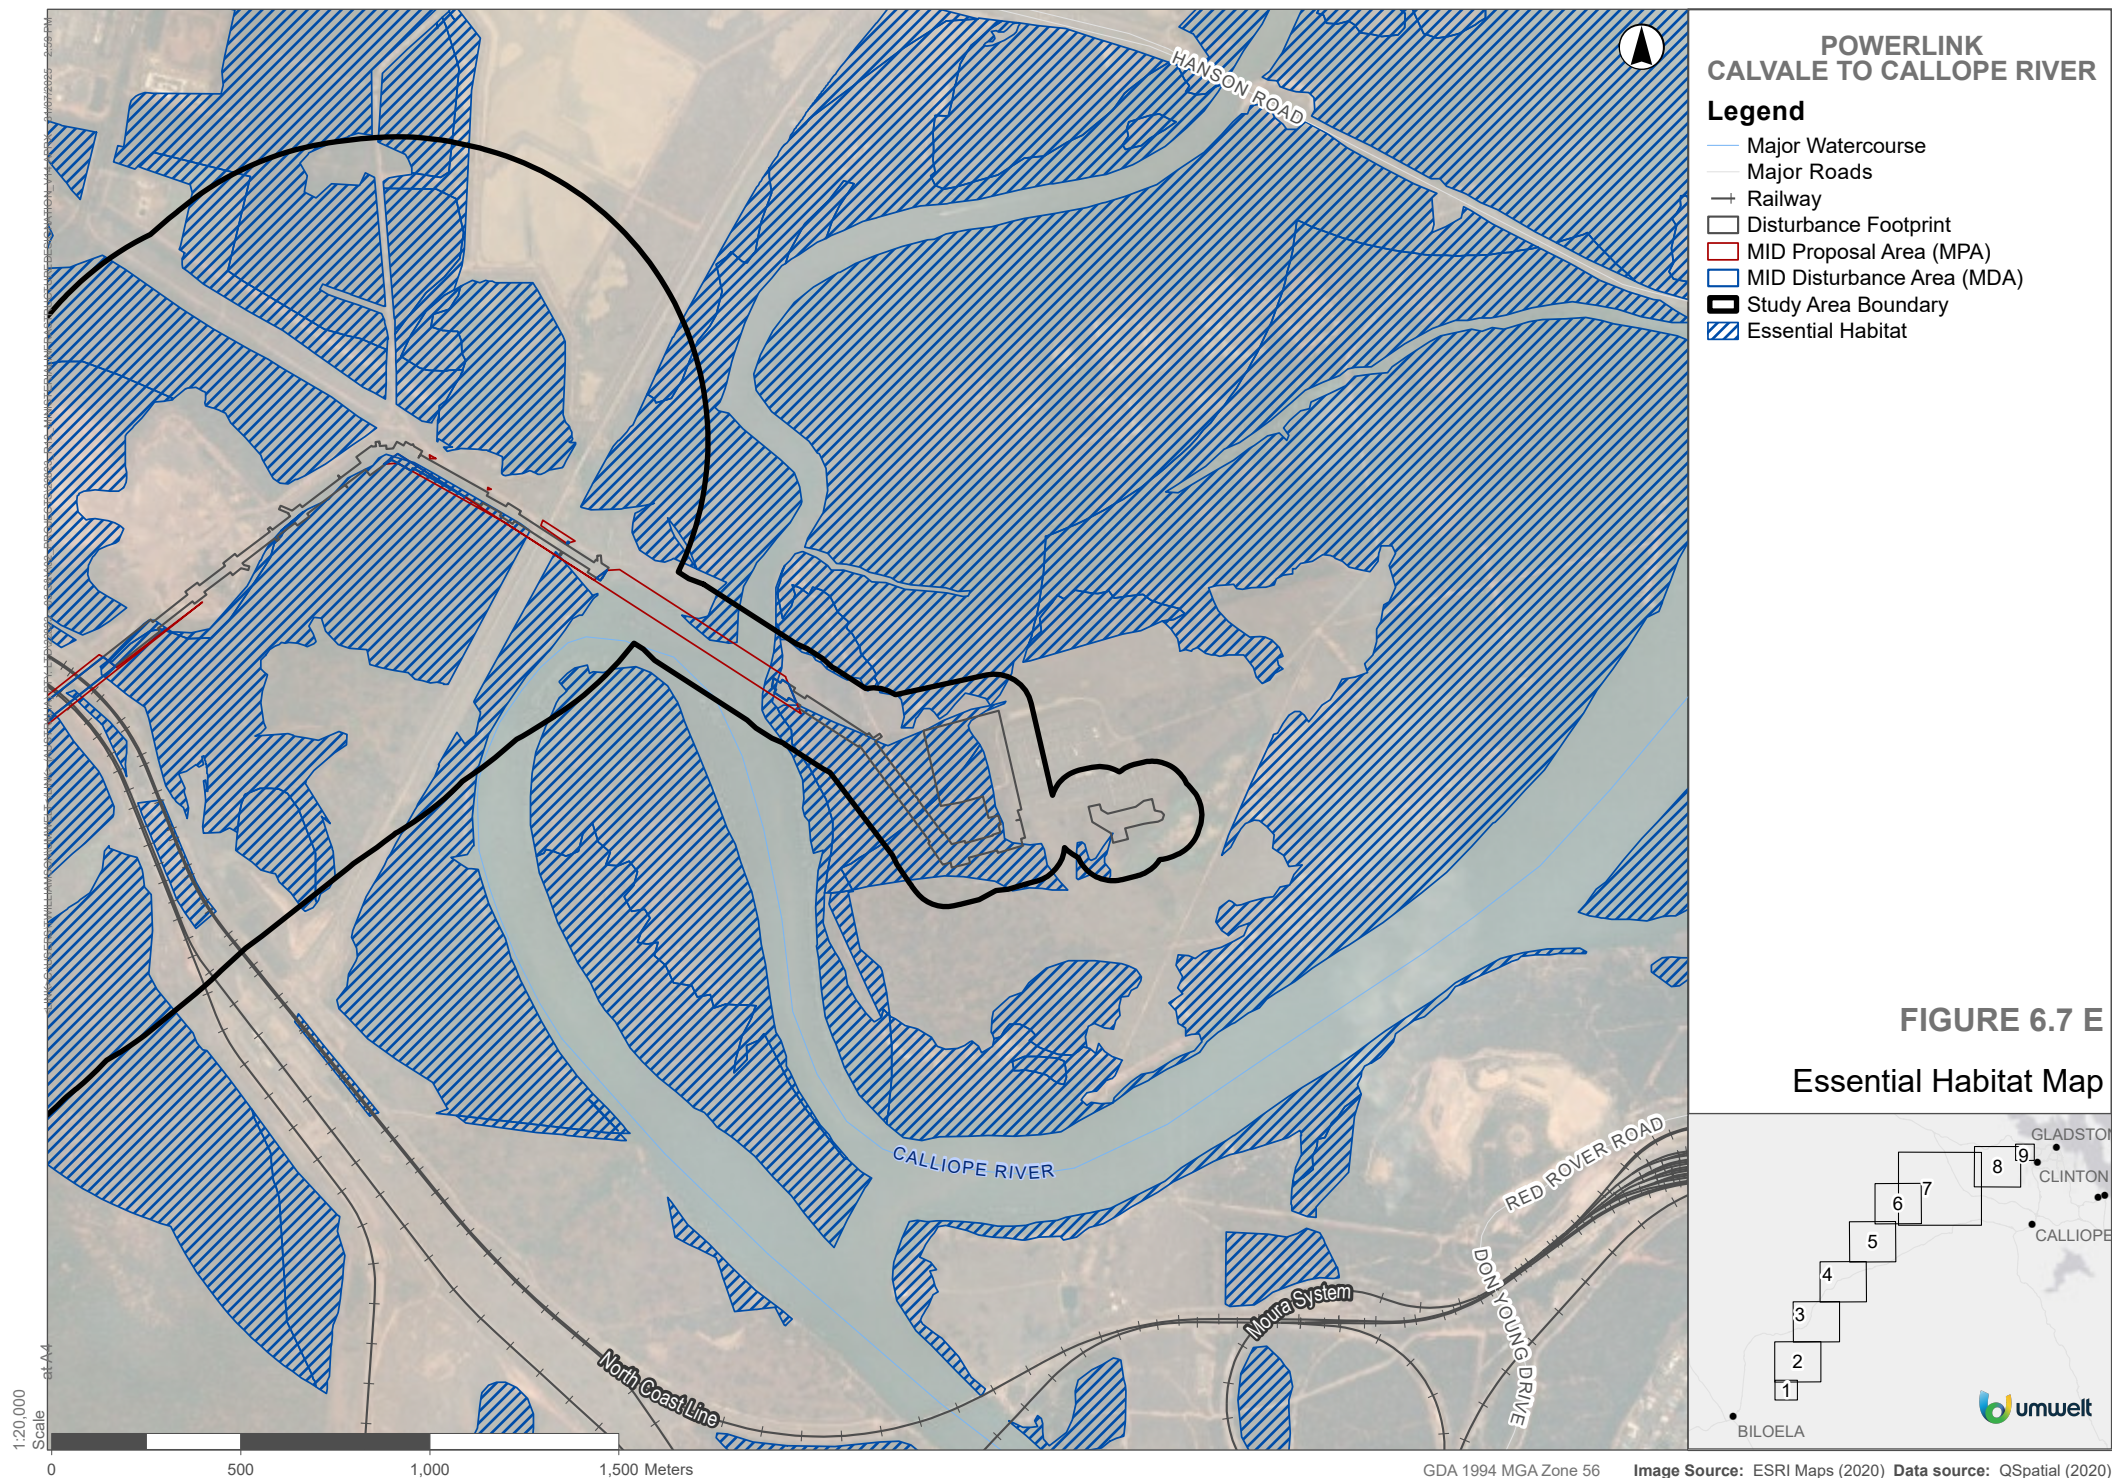 POWERLINK
CALVALE TO CALLOPE RIVER
Legend
Major Watercourse
Major Roads
Railway
Disturbance Footprint
MID Proposal Area (MPA)
MID Disturbance Area (MDA)
Study Area Boundary
Essential Habitat
HANSON ROAD
CALLIOPE RIVER
RED ROVER ROAD
DON YOUNG DRIVE
Moura System
North Coast Line
FIGURE 6.7 E
Essential Habitat Map
GLADSTON
9
8
CLINTON
7
6
CALLIOPE
5
4
3
2
1
BILOELA
umwelt
Scale
1:20,000
at A4
0 500 1,000 1,500 Meters
GDA 1994 MGA Zone 56 Image Source: ESRI Maps (2020) Data source: QSpatial (2020)